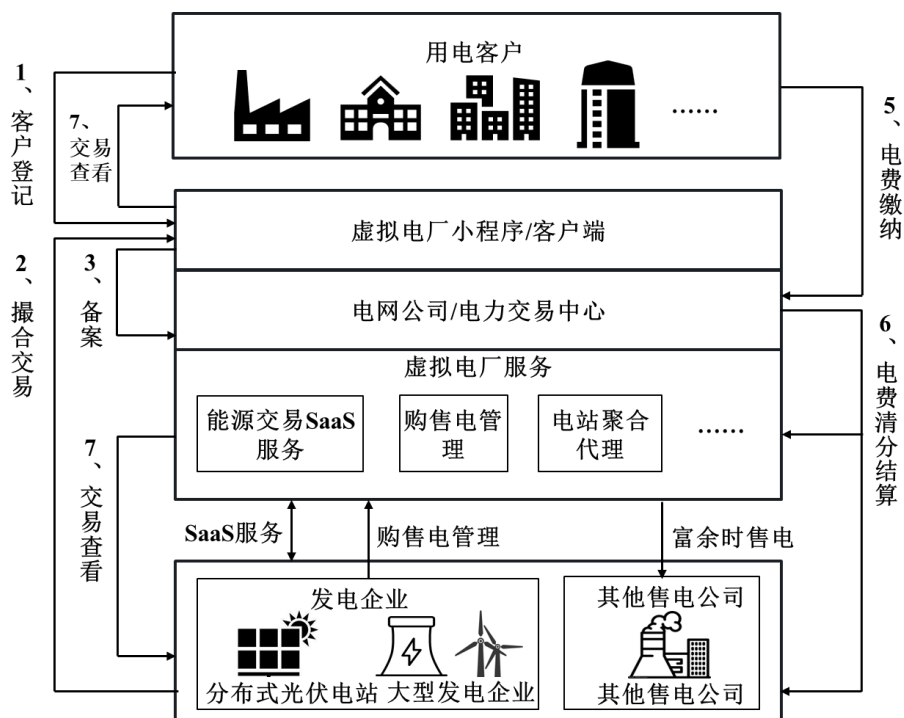 用电客户
......
1、客户登记
7、
交易
查看
5、电费缴纳
虚拟电厂小程序/客户端
2、撮合交易
3、备案
电网公司/电力交易中心
6、电费清分结算
虚拟电厂服务
能源交易SaaS
服务
购售电管
理
电站聚合
代理
......
7、交易查看
SaaS服务
购售电管理
富余时售电
发电企业
分布式光伏电站
大型发电企业
其他售电公司
其他售电公司